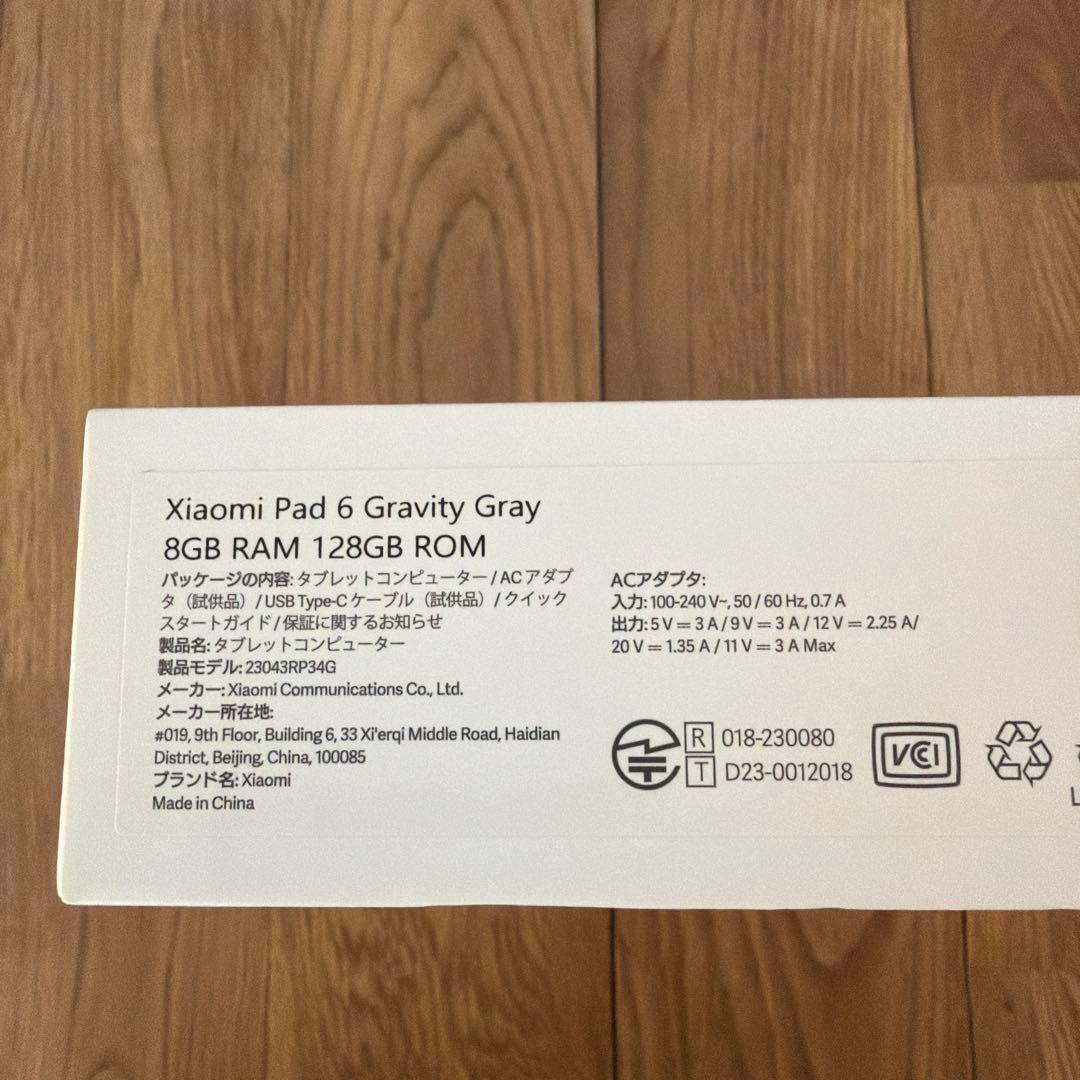 Xiaomi Pad 6 Gravity Gray
8GB RAM 128GB ROM
パッケージの内容: タブレットコンピューター / AC アダプ
タ（試供品）/ USB Type-C ケーブル（試供品）/ クイック
スタートガイド / 保証に関するお知らせ
製品名: タブレットコンピューター
製品モデル: 23043RP34G
メーカー: Xiaomi Communications Co., Ltd.
メーカー所在地:
#019, 9th Floor, Building 6, 33 Xi'erqi Middle Road, Haidian
District, Beijing, China, 100085
ブランド名: Xiaomi
Made in China
ACアダプタ:
入力: 100-240 V~, 50 / 60 Hz, 0.7 A
出力: 5 V ⎓ 3 A / 9 V ⎓ 3 A / 12 V ⎓ 2.25 A/
20 V ⎓ 1.35 A / 11 V ⎓ 3 A Max
R 018-230080
T D23-0012018
VCCI